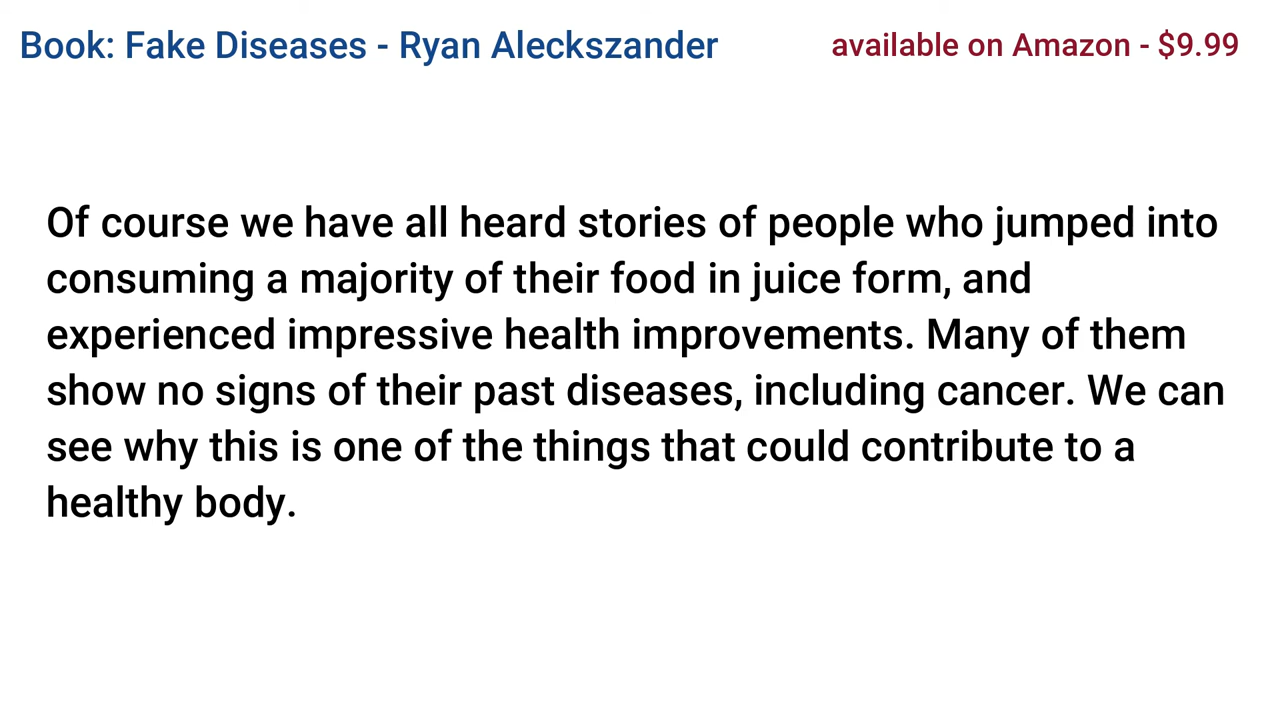 Book: Fake Diseases - Ryan Aleckszander
available on Amazon - $9.99
Of course we have all heard stories of people who jumped into
consuming a majority of their food in juice form, and
experienced impressive health improvements. Many of them
show no signs of their past diseases, including cancer. We can
see why this is one of the things that could contribute to a
healthy body.